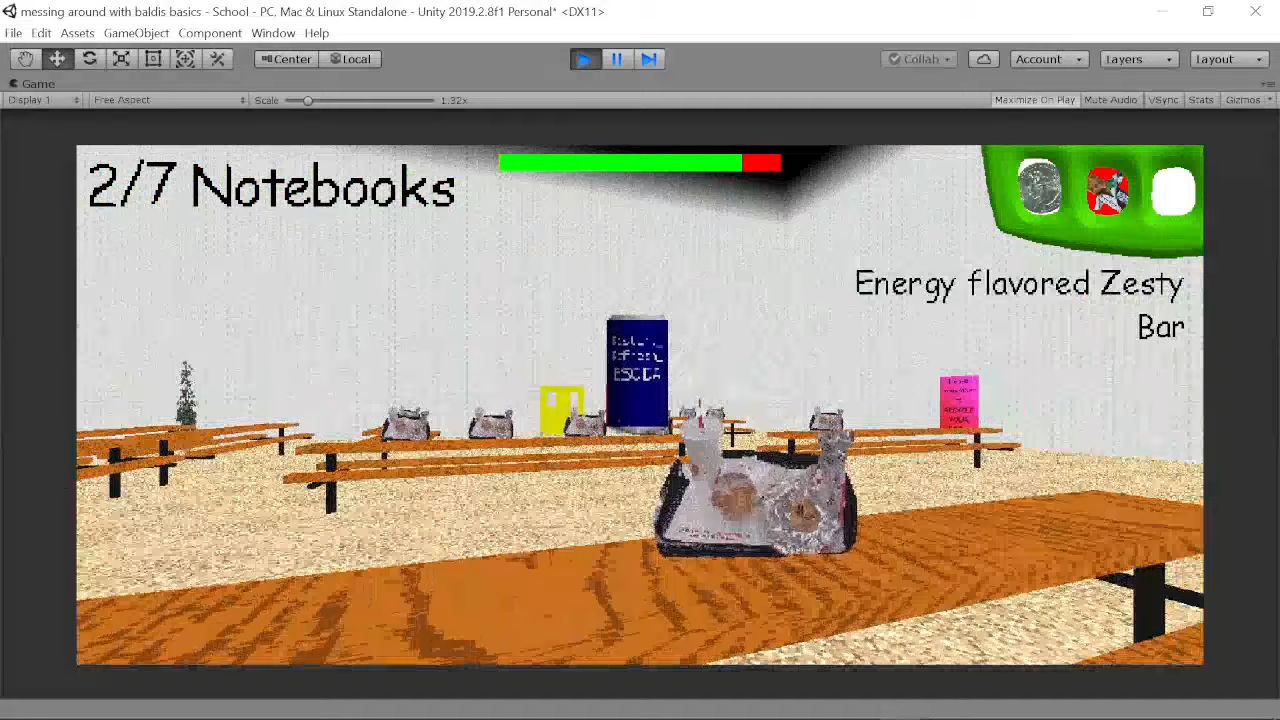 messing around with baldis basics - School - PC, Mac & Linux Standalone - Unity 2019.2.8f1 Personal* <DX11>
File Edit Assets GameObject Component Window Help
Center Local Collab Account Layers Layout
Game
Display 1 Free Aspect Scale 1.32x Maximize On Play Mute Audio VSync Stats Gizmos
2/7 Notebooks
Energy flavored Zesty
Bar
BSODA